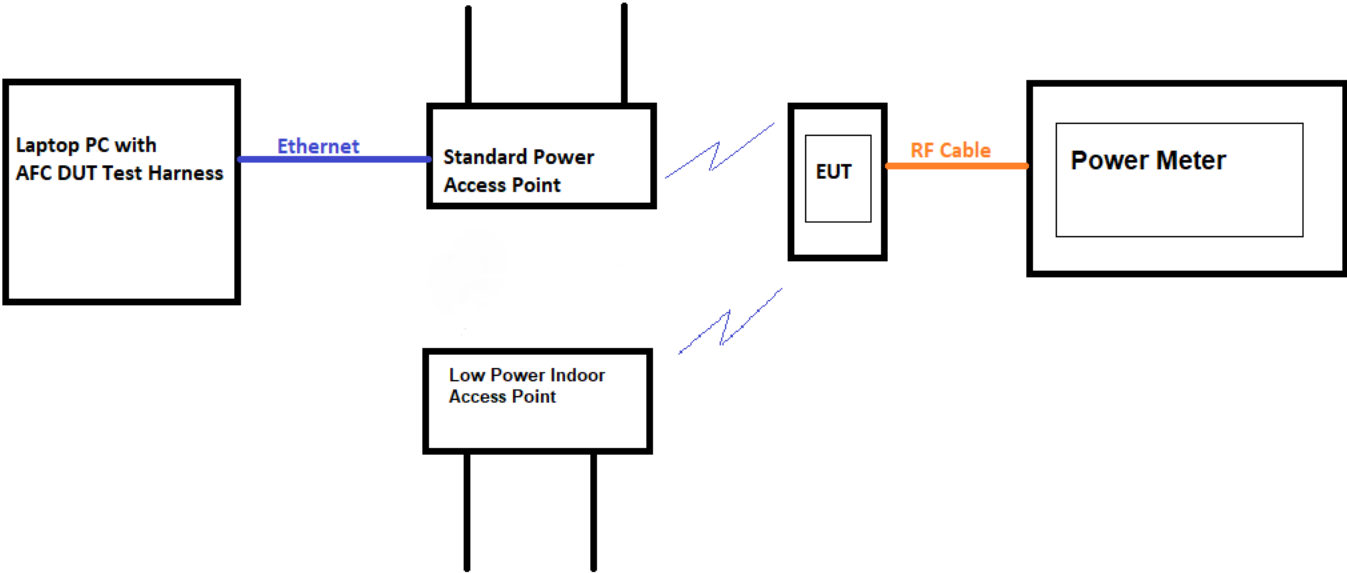 Laptop PC with
AFC DUT Test Harness
Ethernet
Standard Power
Access Point
EUT
RF Cable
Power Meter
Low Power Indoor
Access Point